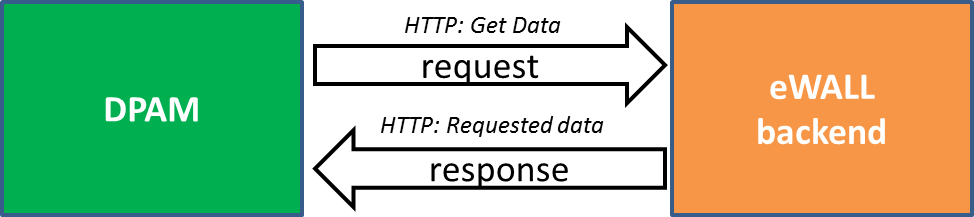 DPAM
HTTP: Get Data
request
HTTP: Requested data
response
eWALL
backend